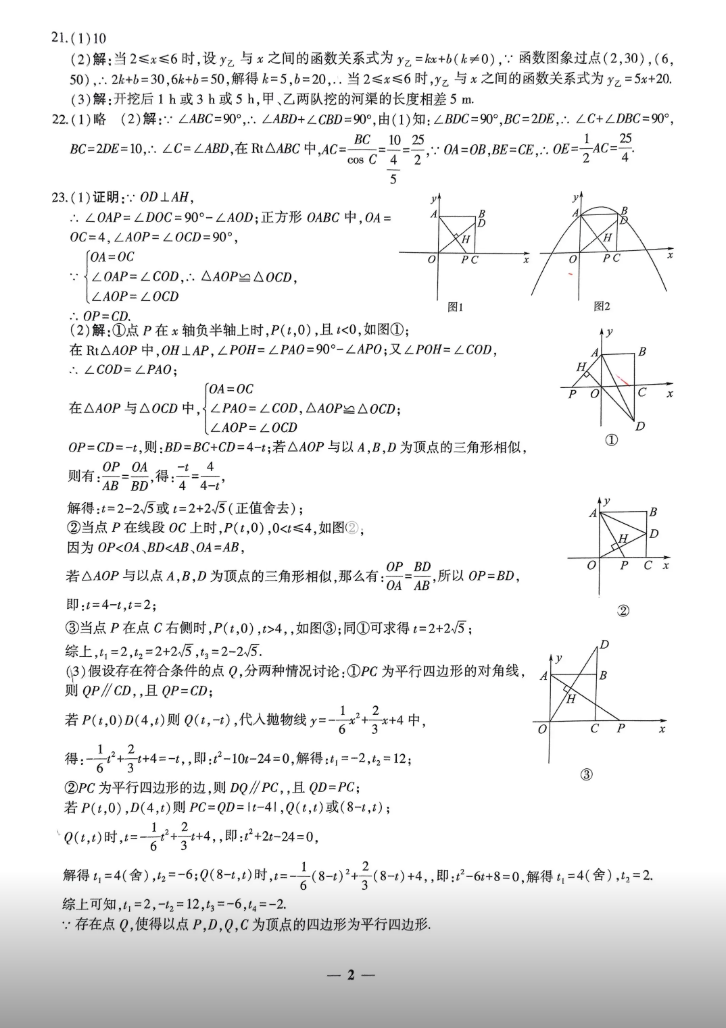 21.(1)10
(2)解:当2≤x≤6时,设y乙与x之间的函数关系式为y乙=kx+b(k≠0),∵函数图象过点(2,30),(6,
50),∴2k+b=30,6k+b=50,解得k=5,b=20,∴当2≤x≤6时,y乙与x之间的函数关系式为y乙=5x+20.
(3)解:开挖后1 h或3 h或5 h,甲、乙两队挖的河渠的长度相差5 m.
22.(1)略 (2)解:∵∠ABC=90°,∴∠ABD+∠CBD=90°,由(1)知:∠BDC=90°,BC=2DE,∴∠C+∠DBC=90°,
BC=2DE=10,∴∠C=∠ABD,在Rt△ABC中,AC=BC/cos C=10/(4/5)=25/2,∵OA=OB,BE=CE,∴OE=1/2AC=25/4.
23.(1)证明:∵OD⊥AH,
∴∠OAP=∠DOC=90°-∠AOD;正方形OABC中,OA=
OC=4,∠AOP=∠OCD=90°,
OA=OC
∵{∠OAP=∠COD,∴△AOP≌△OCD,
∠AOP=∠OCD
∴OP=CD.
y A B D H O P C x
图1
y A B D H O P C x
图2
(2)解:①点P在x轴负半轴上时,P(t,0),且t<0,如图①;
在Rt△AOP中,OH⊥AP,∠POH=∠PAO=90°-∠APO;又∠POH=∠COD,
∴∠COD=∠PAO;
OA=OC
在△AOP与△OCD中,{∠PAO=∠COD,△AOP≌△OCD;
∠AOP=∠OCD
y A B H P O C x D
①
OP=CD=-t,则:BD=BC+CD=4-t;若△AOP与以A,B,D为顶点的三角形相似,
则有:OP/AB=OA/BD,得:-t/4=4/(4-t),
解得:t=2-2√5或t=2+2√5(正值舍去);
②当点P在线段OC上时,P(t,0),0<t≤4,如图②,
因为OP<OA、BD<AB、OA=AB,
若△AOP与以点A,B,D为顶点的三角形相似,那么有:OP/OA=BD/AB,所以OP=BD,
即:t=4-t,t=2;
y A B H D O P C x
②
③当点P在点C右侧时,P(t,0),t>4,,如图③;同①可求得t=2+2√5;
综上,t₁=2,t₂=2+2√5,t₃=2-2√5.
(3)假设存在符合条件的点Q,分两种情况讨论:①PC为平行四边形的对角线,
则QP∥CD,,且QP=CD;
若P(t,0)D(4,t)则Q(t,-t),代入抛物线y=-1/6x²+2/3x+4中,
得:-1/6t²+2/3t+4=-t,,即:t²-10t-24=0,解得:t₁=-2,t₂=12;
y D A B H O C P x
③
②PC为平行四边形的边,则DQ∥PC,,且QD=PC;
若P(t,0),D(4,t)则PC=QD=|t-4|,Q(t,t)或(8-t,t);
Q(t,t)时,t=-1/6t²+2/3t+4,,即:t²+2t-24=0,
解得t₁=4(舍),t₂=-6;Q(8-t,t)时,t=-1/6(8-t)²+2/3(8-t)+4,,即:t²-6t+8=0,解得t₁=4(舍),t₂=2.
综上可知,t₁=2,-t₂=12,t₃=-6,t₄=-2.
∵存在点Q,使得以点P,D,Q,C为顶点的四边形为平行四边形.
— 2 —